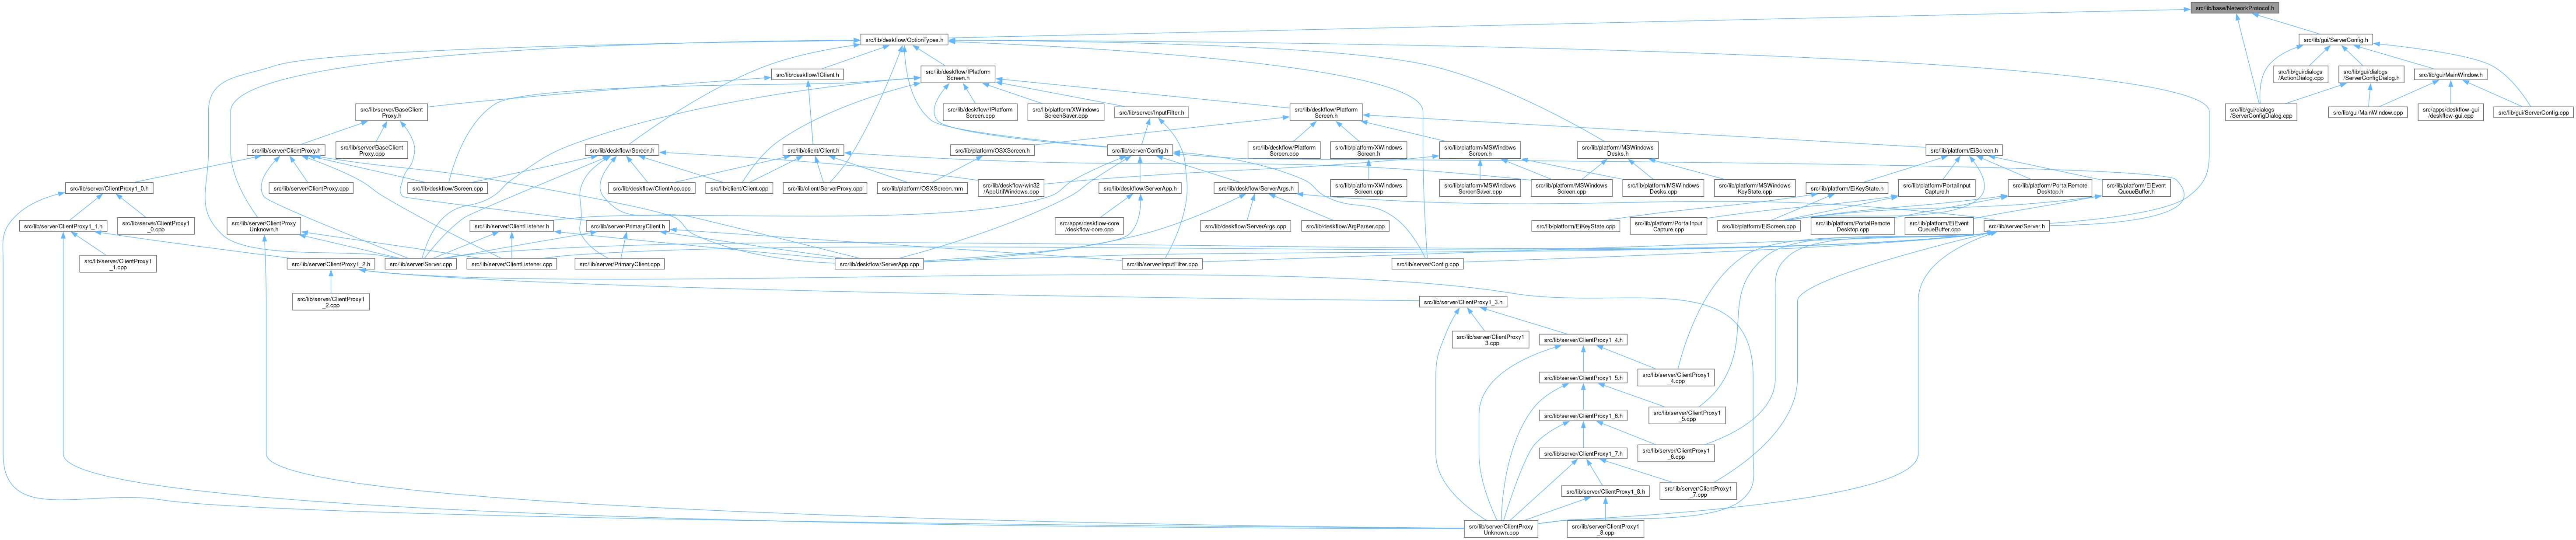 src/lib/base/NetworkProtocol.h
src/lib/deskflow/OptionTypes.h
src/lib/gui/ServerConfig.h
src/lib/deskflow/IClient.h
src/lib/deskflow/IPlatform
Screen.h
src/lib/gui/dialogs
/ActionDialog.cpp
src/lib/gui/dialogs
/ServerConfigDialog.h
src/lib/gui/MainWindow.h
src/lib/server/BaseClient
Proxy.h
src/lib/deskflow/IPlatform
Screen.cpp
src/lib/platform/XWindows
ScreenSaver.cpp
src/lib/server/InputFilter.h
src/lib/deskflow/Platform
Screen.h
src/lib/gui/dialogs
/ServerConfigDialog.cpp
src/lib/gui/MainWindow.cpp
src/apps/deskflow-gui
/deskflow-gui.cpp
src/lib/gui/ServerConfig.cpp
src/lib/server/ClientProxy.h
src/lib/server/BaseClient
Proxy.cpp
src/lib/deskflow/Screen.h
src/lib/client/Client.h
src/lib/platform/OSXScreen.h
src/lib/server/Config.h
src/lib/deskflow/Platform
Screen.cpp
src/lib/platform/XWindows
Screen.h
src/lib/platform/MSWindows
Screen.h
src/lib/platform/MSWindows
Desks.h
src/lib/platform/EiScreen.h
src/lib/server/ClientProxy1_0.h
src/lib/server/ClientProxy.cpp
src/lib/deskflow/Screen.cpp
src/lib/deskflow/ClientApp.cpp
src/lib/client/Client.cpp
src/lib/client/ServerProxy.cpp
src/lib/platform/OSXScreen.mm
src/lib/deskflow/win32
/AppUtilWindows.cpp
src/lib/deskflow/ServerApp.h
src/lib/deskflow/ServerArgs.h
src/lib/platform/XWindows
Screen.cpp
src/lib/platform/MSWindows
ScreenSaver.cpp
src/lib/platform/MSWindows
Screen.cpp
src/lib/platform/MSWindows
Desks.cpp
src/lib/platform/MSWindows
KeyState.cpp
src/lib/platform/EiKeyState.h
src/lib/platform/PortalInput
Capture.h
src/lib/platform/PortalRemote
Desktop.h
src/lib/platform/EiEvent
QueueBuffer.h
src/lib/server/ClientProxy1_1.h
src/lib/server/ClientProxy1
_0.cpp
src/lib/server/ClientProxy
Unknown.h
src/lib/server/ClientListener.h
src/lib/server/PrimaryClient.h
src/apps/deskflow-core
/deskflow-core.cpp
src/lib/deskflow/ServerArgs.cpp
src/lib/deskflow/ArgParser.cpp
src/lib/platform/EiKeyState.cpp
src/lib/platform/PortalInput
Capture.cpp
src/lib/platform/EiScreen.cpp
src/lib/platform/PortalRemote
Desktop.cpp
src/lib/platform/EiEvent
QueueBuffer.cpp
src/lib/server/Server.h
src/lib/server/ClientProxy1
_1.cpp
src/lib/server/ClientProxy1_2.h
src/lib/server/Server.cpp
src/lib/server/ClientListener.cpp
src/lib/server/PrimaryClient.cpp
src/lib/deskflow/ServerApp.cpp
src/lib/server/InputFilter.cpp
src/lib/server/Config.cpp
src/lib/server/ClientProxy1
_2.cpp
src/lib/server/ClientProxy1_3.h
src/lib/server/ClientProxy1
_3.cpp
src/lib/server/ClientProxy1_4.h
src/lib/server/ClientProxy1_5.h
src/lib/server/ClientProxy1
_4.cpp
src/lib/server/ClientProxy1_6.h
src/lib/server/ClientProxy1
_5.cpp
src/lib/server/ClientProxy1_7.h
src/lib/server/ClientProxy1
_6.cpp
src/lib/server/ClientProxy1_8.h
src/lib/server/ClientProxy1
_7.cpp
src/lib/server/ClientProxy
Unknown.cpp
src/lib/server/ClientProxy1
_8.cpp